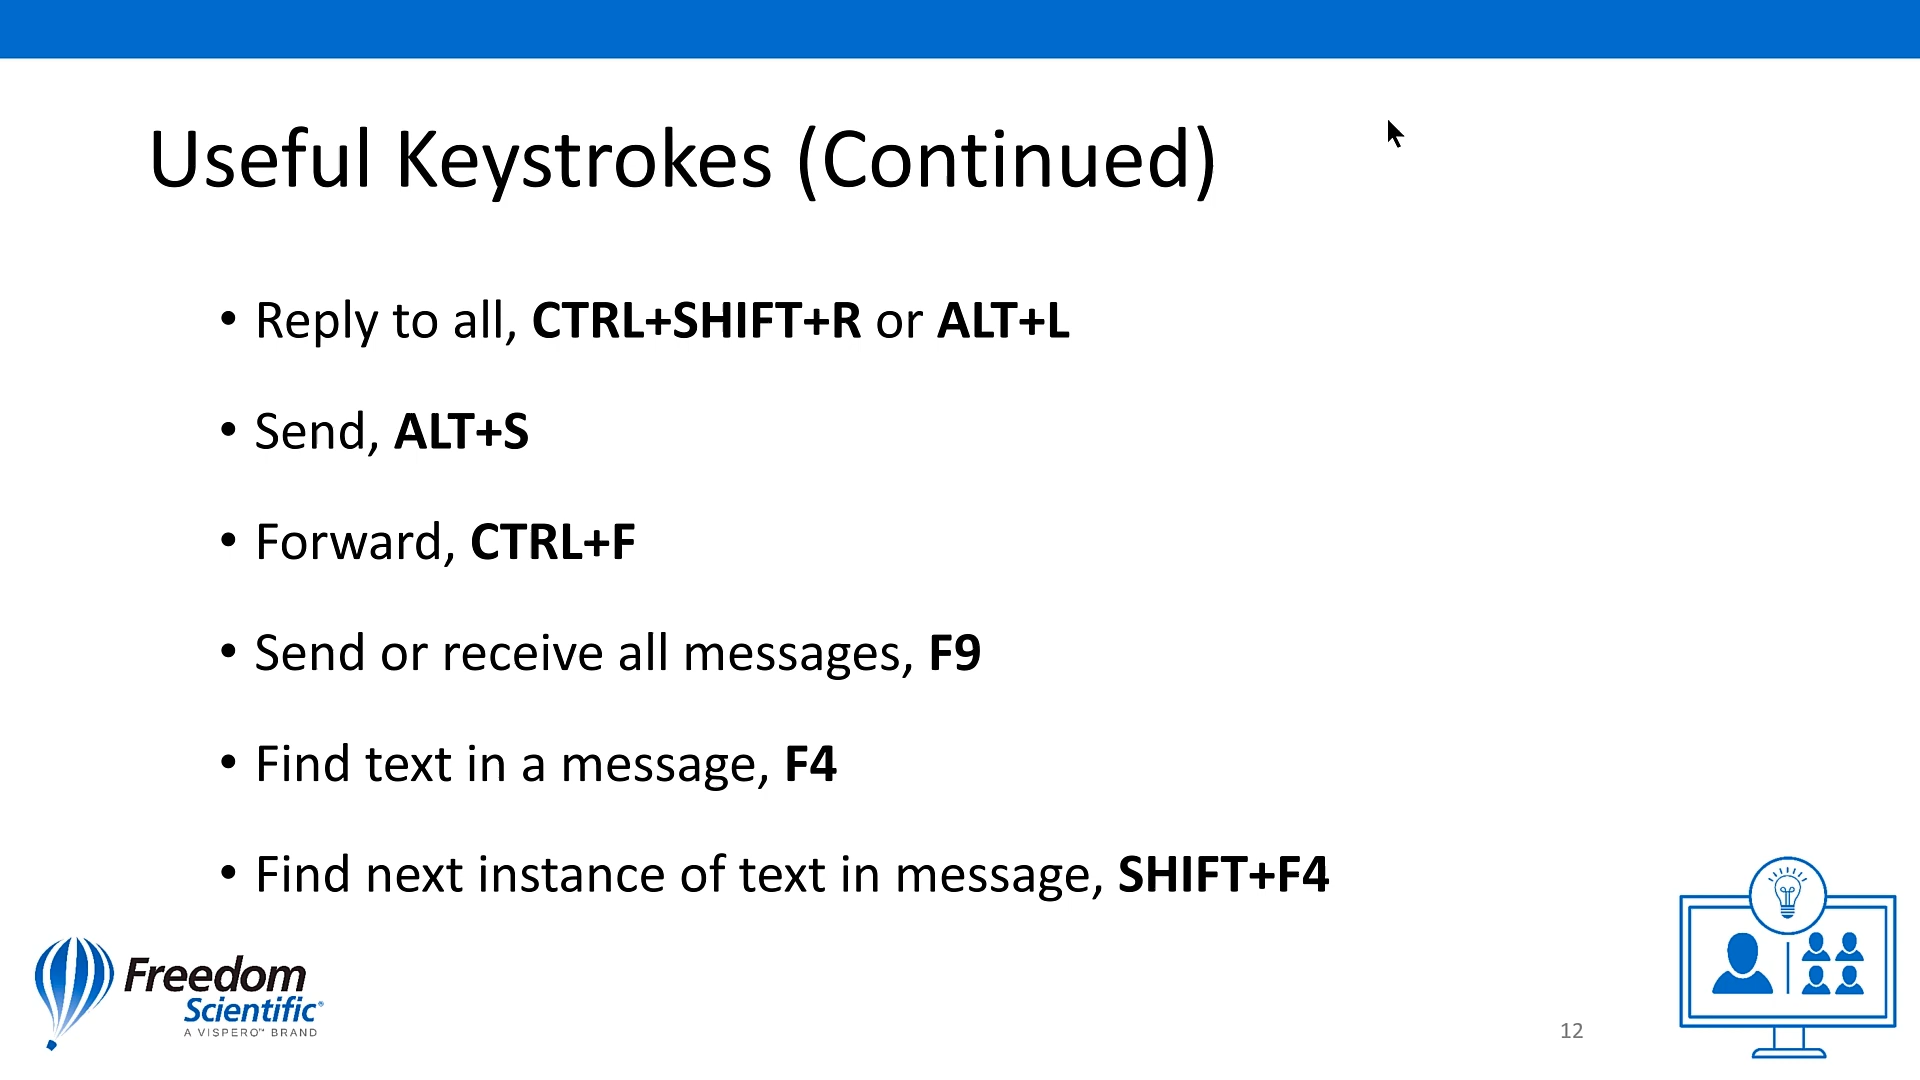 Useful Keystrokes (Continued)
• Reply to all, CTRL+SHIFT+R or ALT+L
• Send, ALT+S
• Forward, CTRL+F
• Send or receive all messages, F9
• Find text in a message, F4
• Find next instance of text in message, SHIFT+F4
Freedom
Scientific®
A VISPERO™ BRAND
12